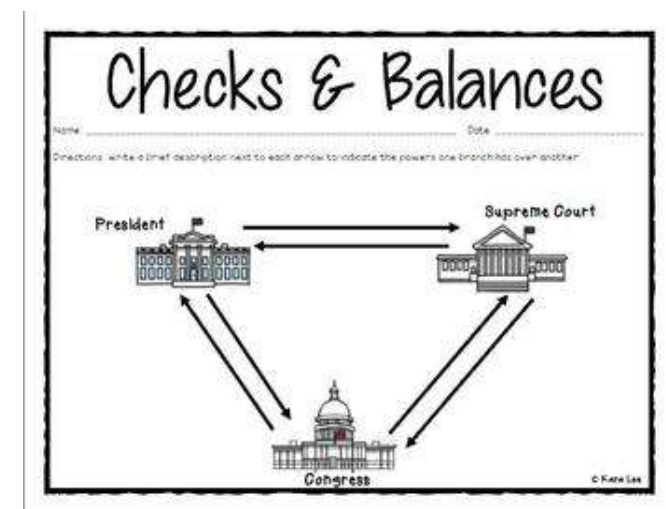 Checks & Balances
Name Date
Directions: write a brief description next to each arrow to indicate the powers one branch has over another
President
Supreme Court
Congress
© Kara Lee